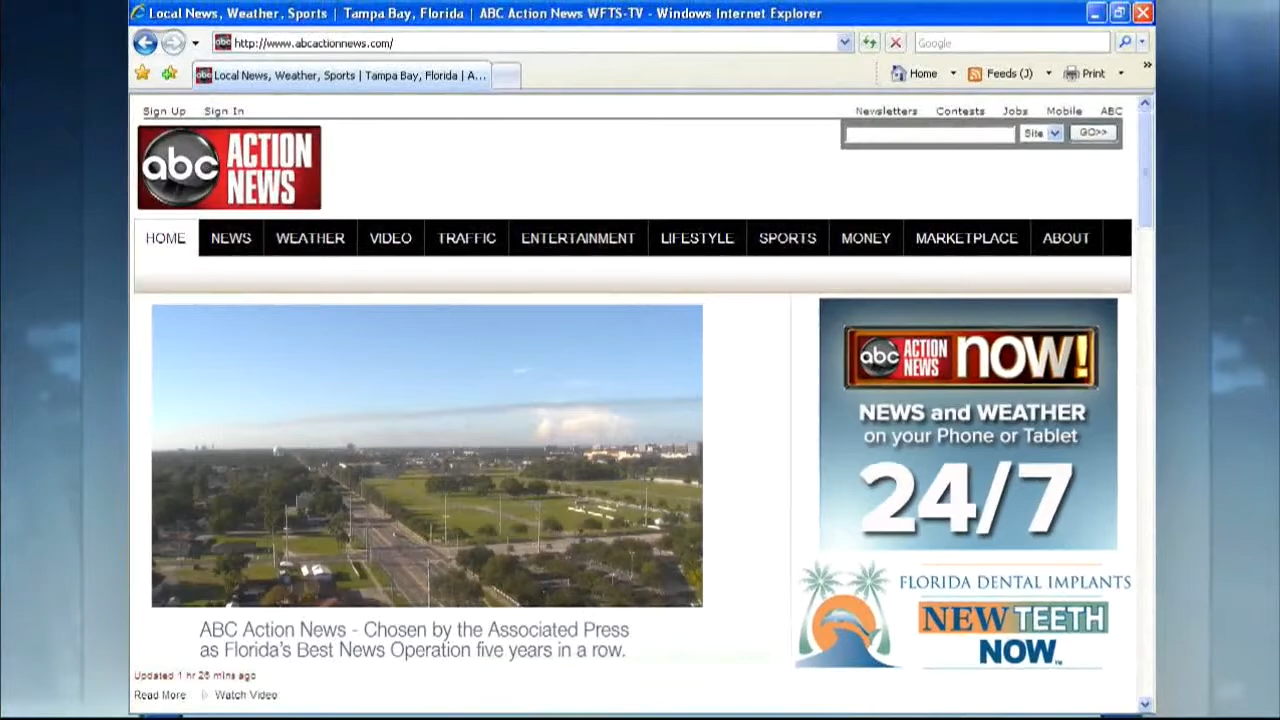 Local News, Weather, Sports | Tampa Bay, Florida | ABC Action News WFTS-TV - Windows Internet Explorer
http://www.abcactionnews.com/
Google
Local News, Weather, Sports | Tampa Bay, Florida | A...
Home
Feeds (J)
Print
Sign Up Sign In
Newsletters Contests Jobs Mobile ABC
Site GO>>
abc ACTION NEWS
HOME NEWS WEATHER VIDEO TRAFFIC ENTERTAINMENT LIFESTYLE SPORTS MONEY MARKETPLACE ABOUT
abc ACTION NEWS NOW!
NEWS and WEATHER
on your Phone or Tablet
24/7
FLORIDA DENTAL IMPLANTS
NEW TEETH
NOW
ABC Action News - Chosen by the Associated Press
as Florida's Best News Operation five years in a row.
Updated 1 hr 26 mins ago
Read More Watch Video